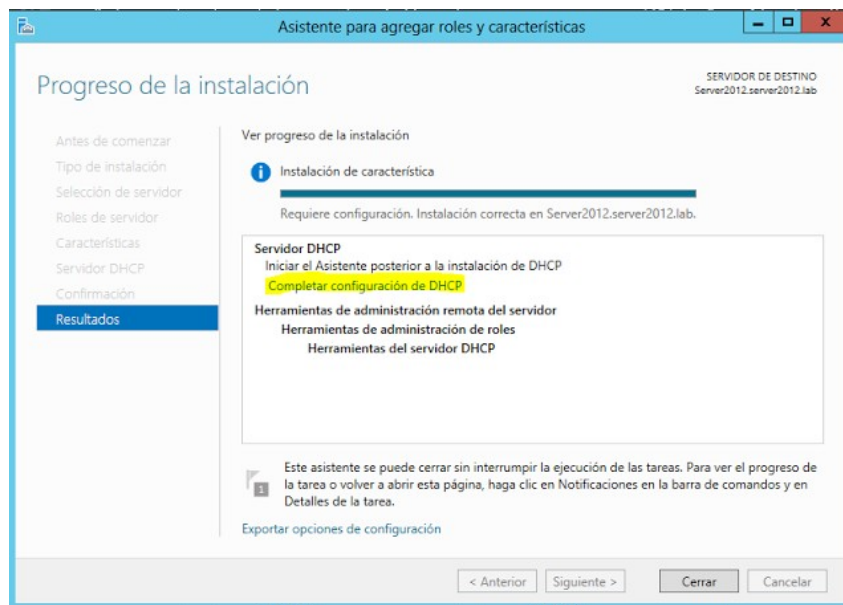 Asistente para agregar roles y características
Progreso de la instalación
SERVIDOR DE DESTINO
Server2012.server2012.lab
Antes de comenzar
Tipo de instalación
Selección de servidor
Roles de servidor
Características
Servidor DHCP
Confirmación
Resultados
Ver progreso de la instalación
Instalación de característica
Requiere configuración. Instalación correcta en Server2012.server2012.lab.
Servidor DHCP
Iniciar el Asistente posterior a la instalación de DHCP
Completar configuración de DHCP
Herramientas de administración remota del servidor
Herramientas de administración de roles
Herramientas del servidor DHCP
1
Este asistente se puede cerrar sin interrumpir la ejecución de las tareas. Para ver el progreso de
la tarea o volver a abrir esta página, haga clic en Notificaciones en la barra de comandos y en
Detalles de la tarea.
Exportar opciones de configuración
< Anterior
Siguiente >
Cerrar
Cancelar